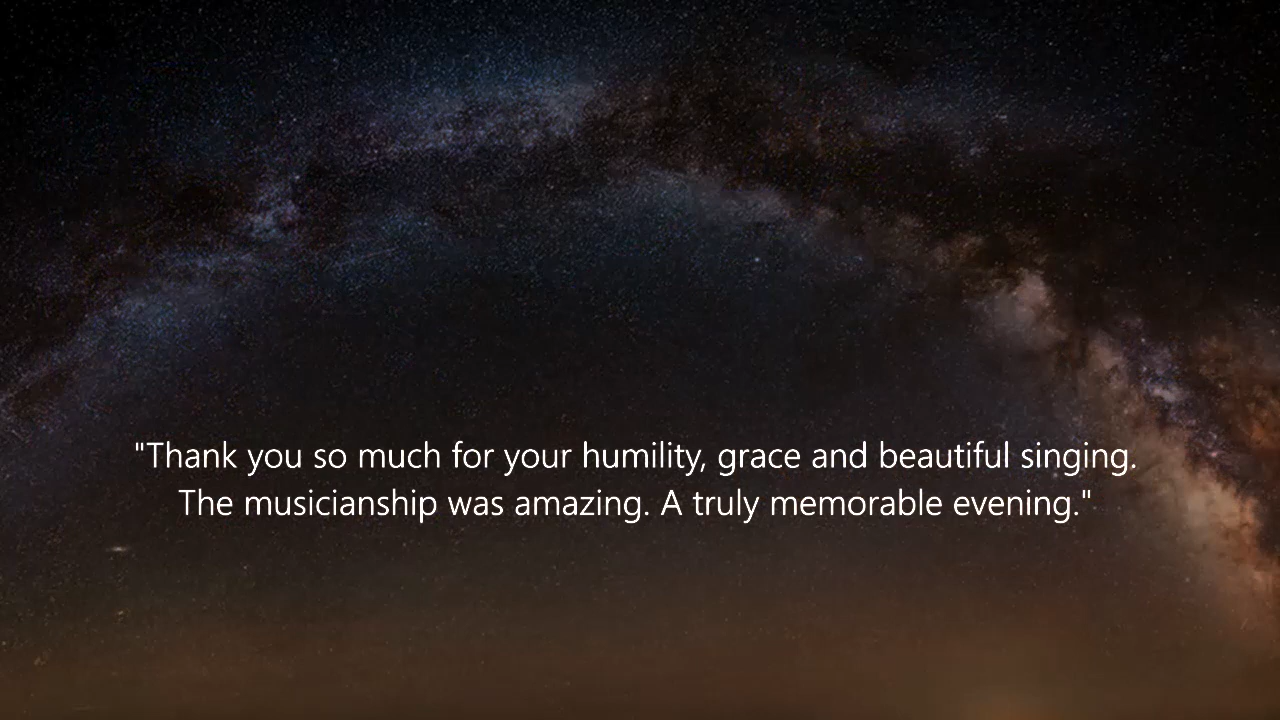 "Thank you so much for your humility, grace and beautiful singing.
The musicianship was amazing. A truly memorable evening."